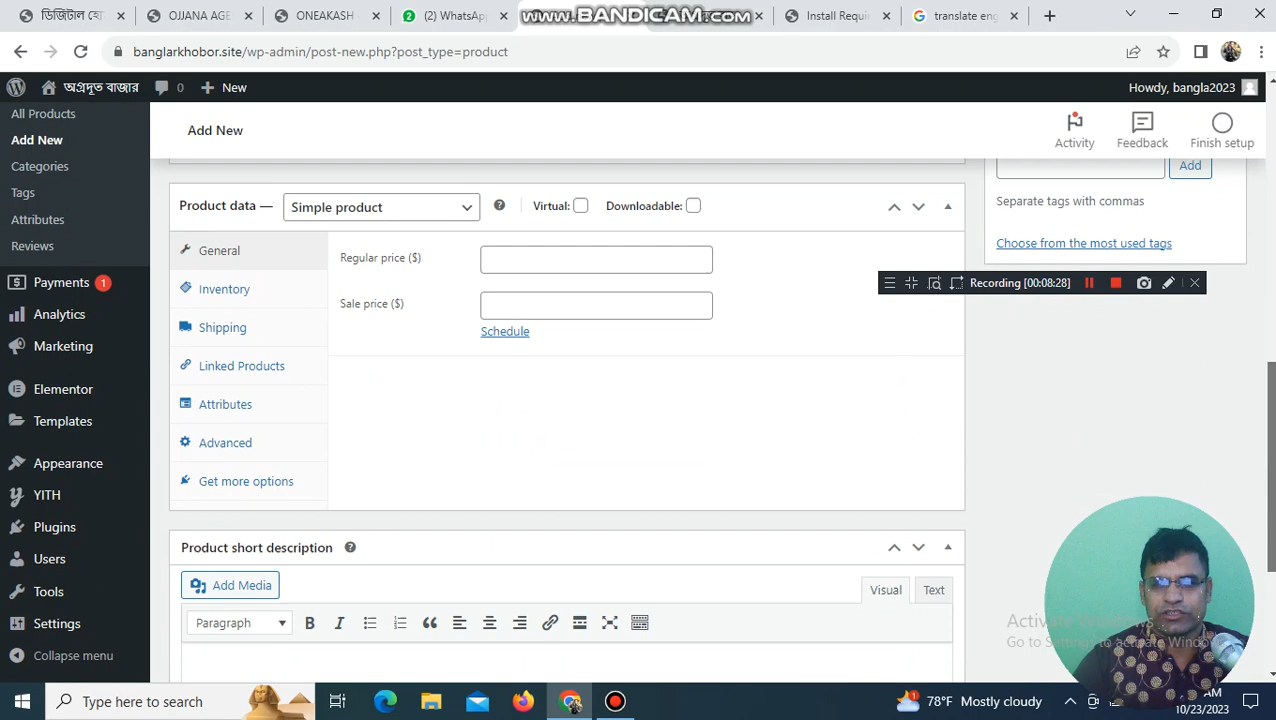 OJJANA AGE
ONEAKASH -
(2) WhatsApp
www.BANDICAM.com
Install Requi
translate eng
banglarkhobor.site/wp-admin/post-new.php?post_type=product
অগ্রদূত বাজার
0
New
Howdy, bangla2023
All Products
Add New
Categories
Tags
Attributes
Reviews
Payments 1
Analytics
Marketing
Elementor
Templates
Appearance
YITH
Plugins
Users
Tools
Settings
Collapse menu
Add New
Activity
Feedback
Finish setup
Add
Separate tags with commas
Choose from the most used tags
Product data —
Simple product
Virtual:
Downloadable:
General
Inventory
Shipping
Linked Products
Attributes
Advanced
Get more options
Regular price ($)
Sale price ($)
Schedule
Recording [00:08:28]
Product short description
Add Media
Visual
Text
Paragraph
B
I
Go to Settings to activate Window
Type here to search
78°F Mostly cloudy
AM
10/23/2023